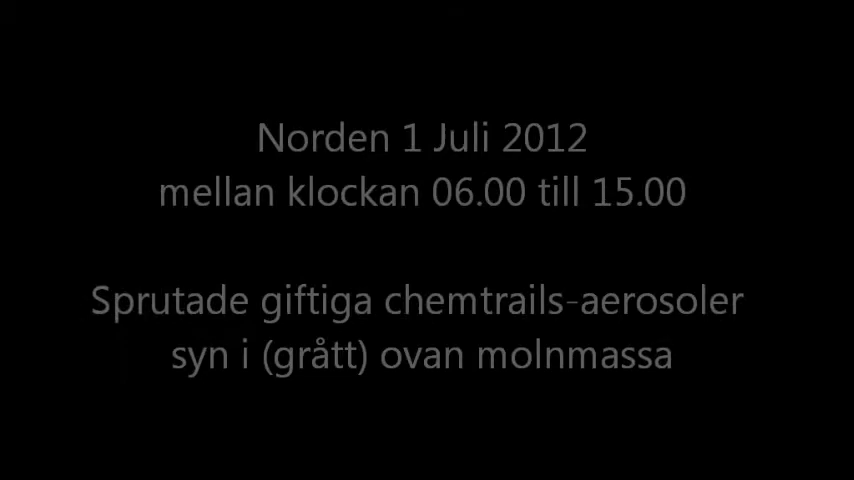 Norden 1 Juli 2012
mellan klockan 06.00 till 15.00
Sprutade giftiga chemtrails-aerosoler
syn i (grått) ovan molnmassa